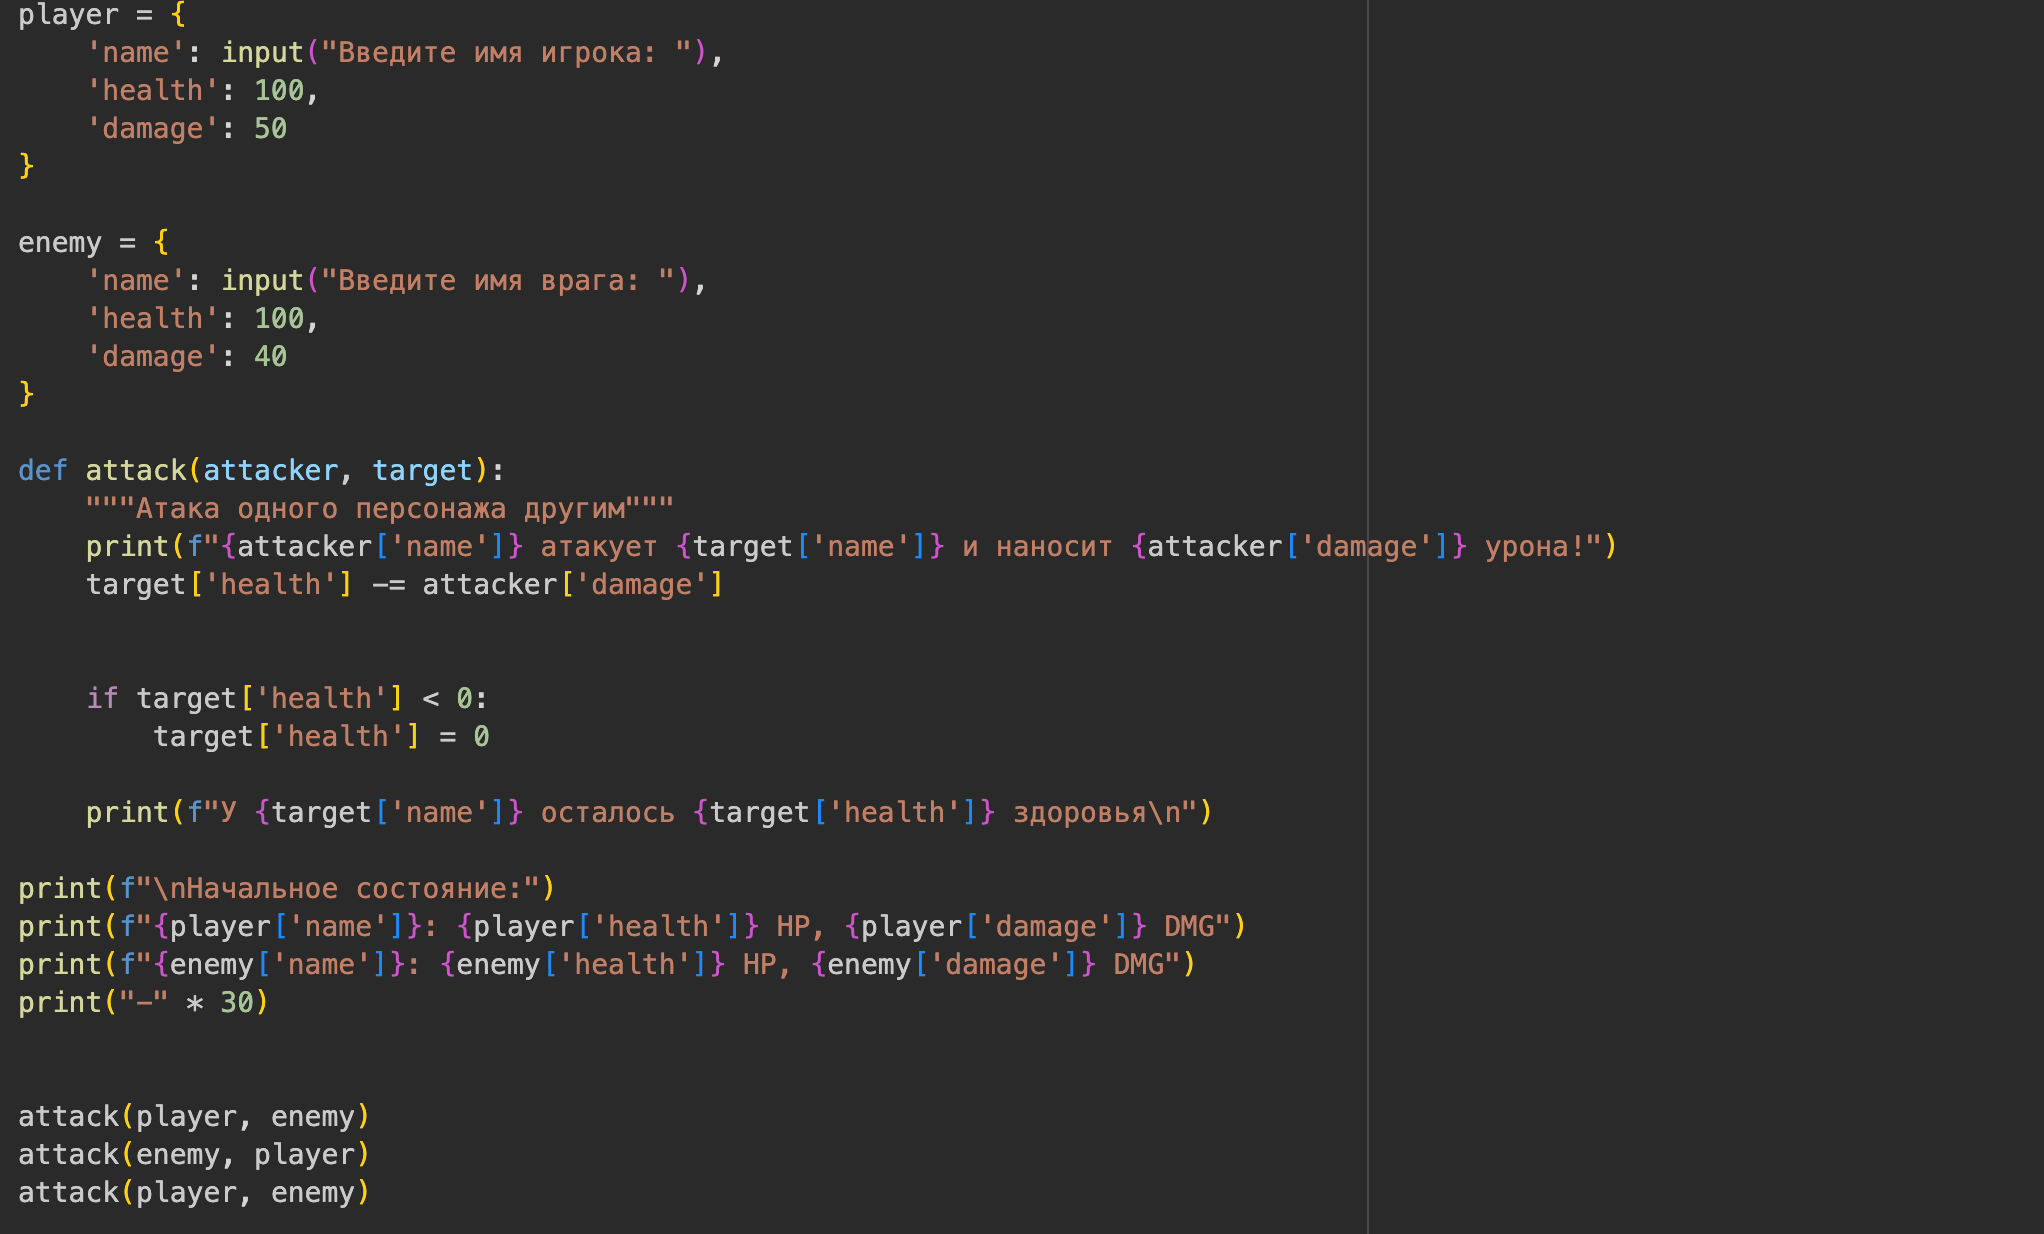 player = {
    'name': input("Введите имя игрока: "),
    'health': 100,
    'damage': 50
}
enemy = {
    'name': input("Введите имя врага: "),
    'health': 100,
    'damage': 40
}
def attack(attacker, target):
    """Атака одного персонажа другим"""
    print(f"{attacker['name']} атакует {target['name']} и наносит {attacker['damage']} урона!")
    target['health'] -= attacker['damage']
    if target['health'] < 0:
        target['health'] = 0
    print(f"У {target['name']} осталось {target['health']} здоровья\n")
print(f"\nНачальное состояние:")
print(f"{player['name']}: {player['health']} HP, {player['damage']} DMG")
print(f"{enemy['name']}: {enemy['health']} HP, {enemy['damage']} DMG")
print("-" * 30)
attack(player, enemy)
attack(enemy, player)
attack(player, enemy)